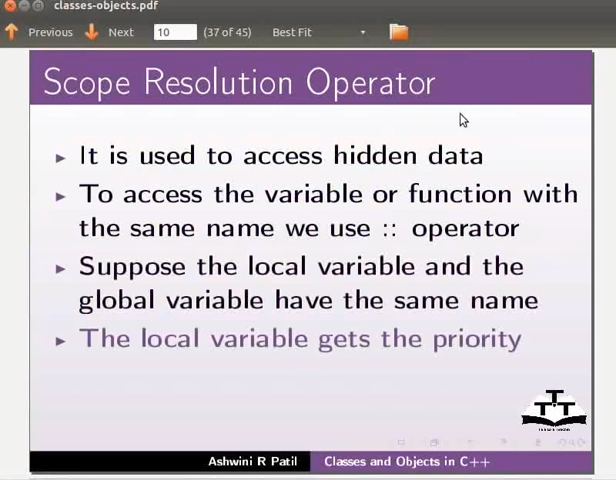 classes-objects.pdf
Previous Next 10 (37 of 45) Best Fit
Scope Resolution Operator
It is used to access hidden data
To access the variable or function with
the same name we use :: operator
Suppose the local variable and the
global variable have the same name
The local variable gets the priority
Ashwini R Patil Classes and Objects in C++